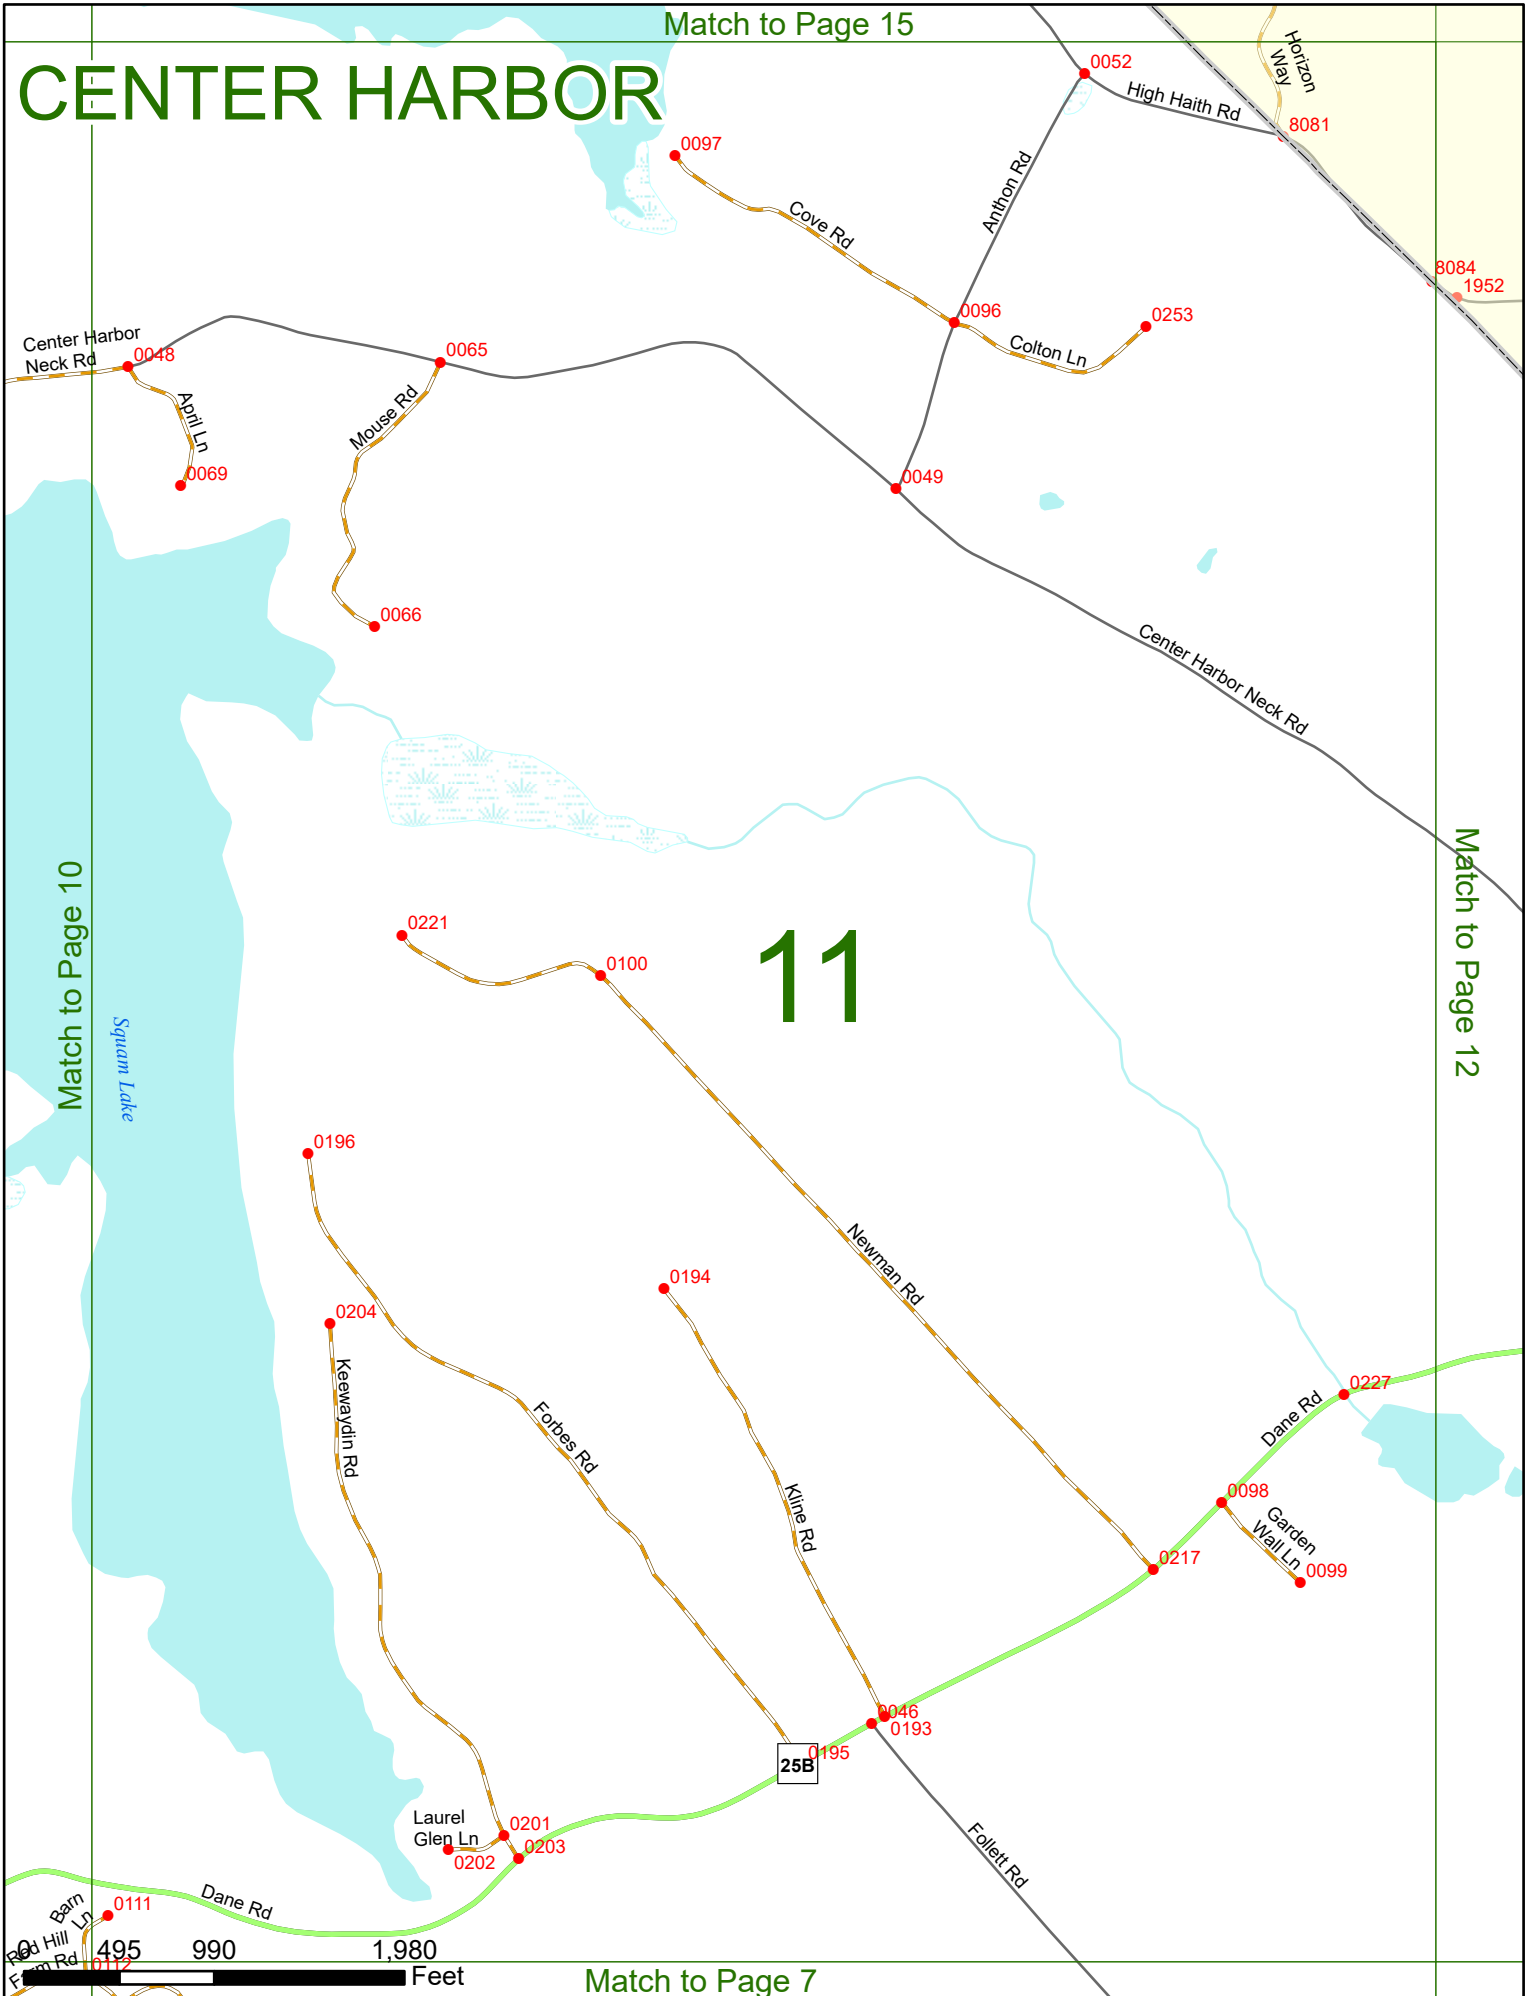 Match to Page 15
CENTER HARBOR
Horizon
Way
0052
High Haith Rd
8081
0097
Anthon Rd
Cove Rd
8084
1952
0096
0253
Center Harbor
Neck Rd
0048
0065
Colton Ln
April Ln
Mouse Rd
0069
0049
0066
Center Harbor Neck Rd
Match to Page 10
Match to Page 12
0221
0100
11
Squam Lake
0196
0194
Newman Rd
0204
Keewaydin Rd
Forbes Rd
0227
Dane Rd
Kline Rd
0098
Garden
Wall Ln
0217
0099
0046
0193
0195
25B
Laurel
Glen Ln
0201
0203
0202
Follett Rd
Dane Rd
Barn
Ln
0111
Red Hill
Farm Rd
0112
0
495
990
1,980
Feet
Match to Page 7